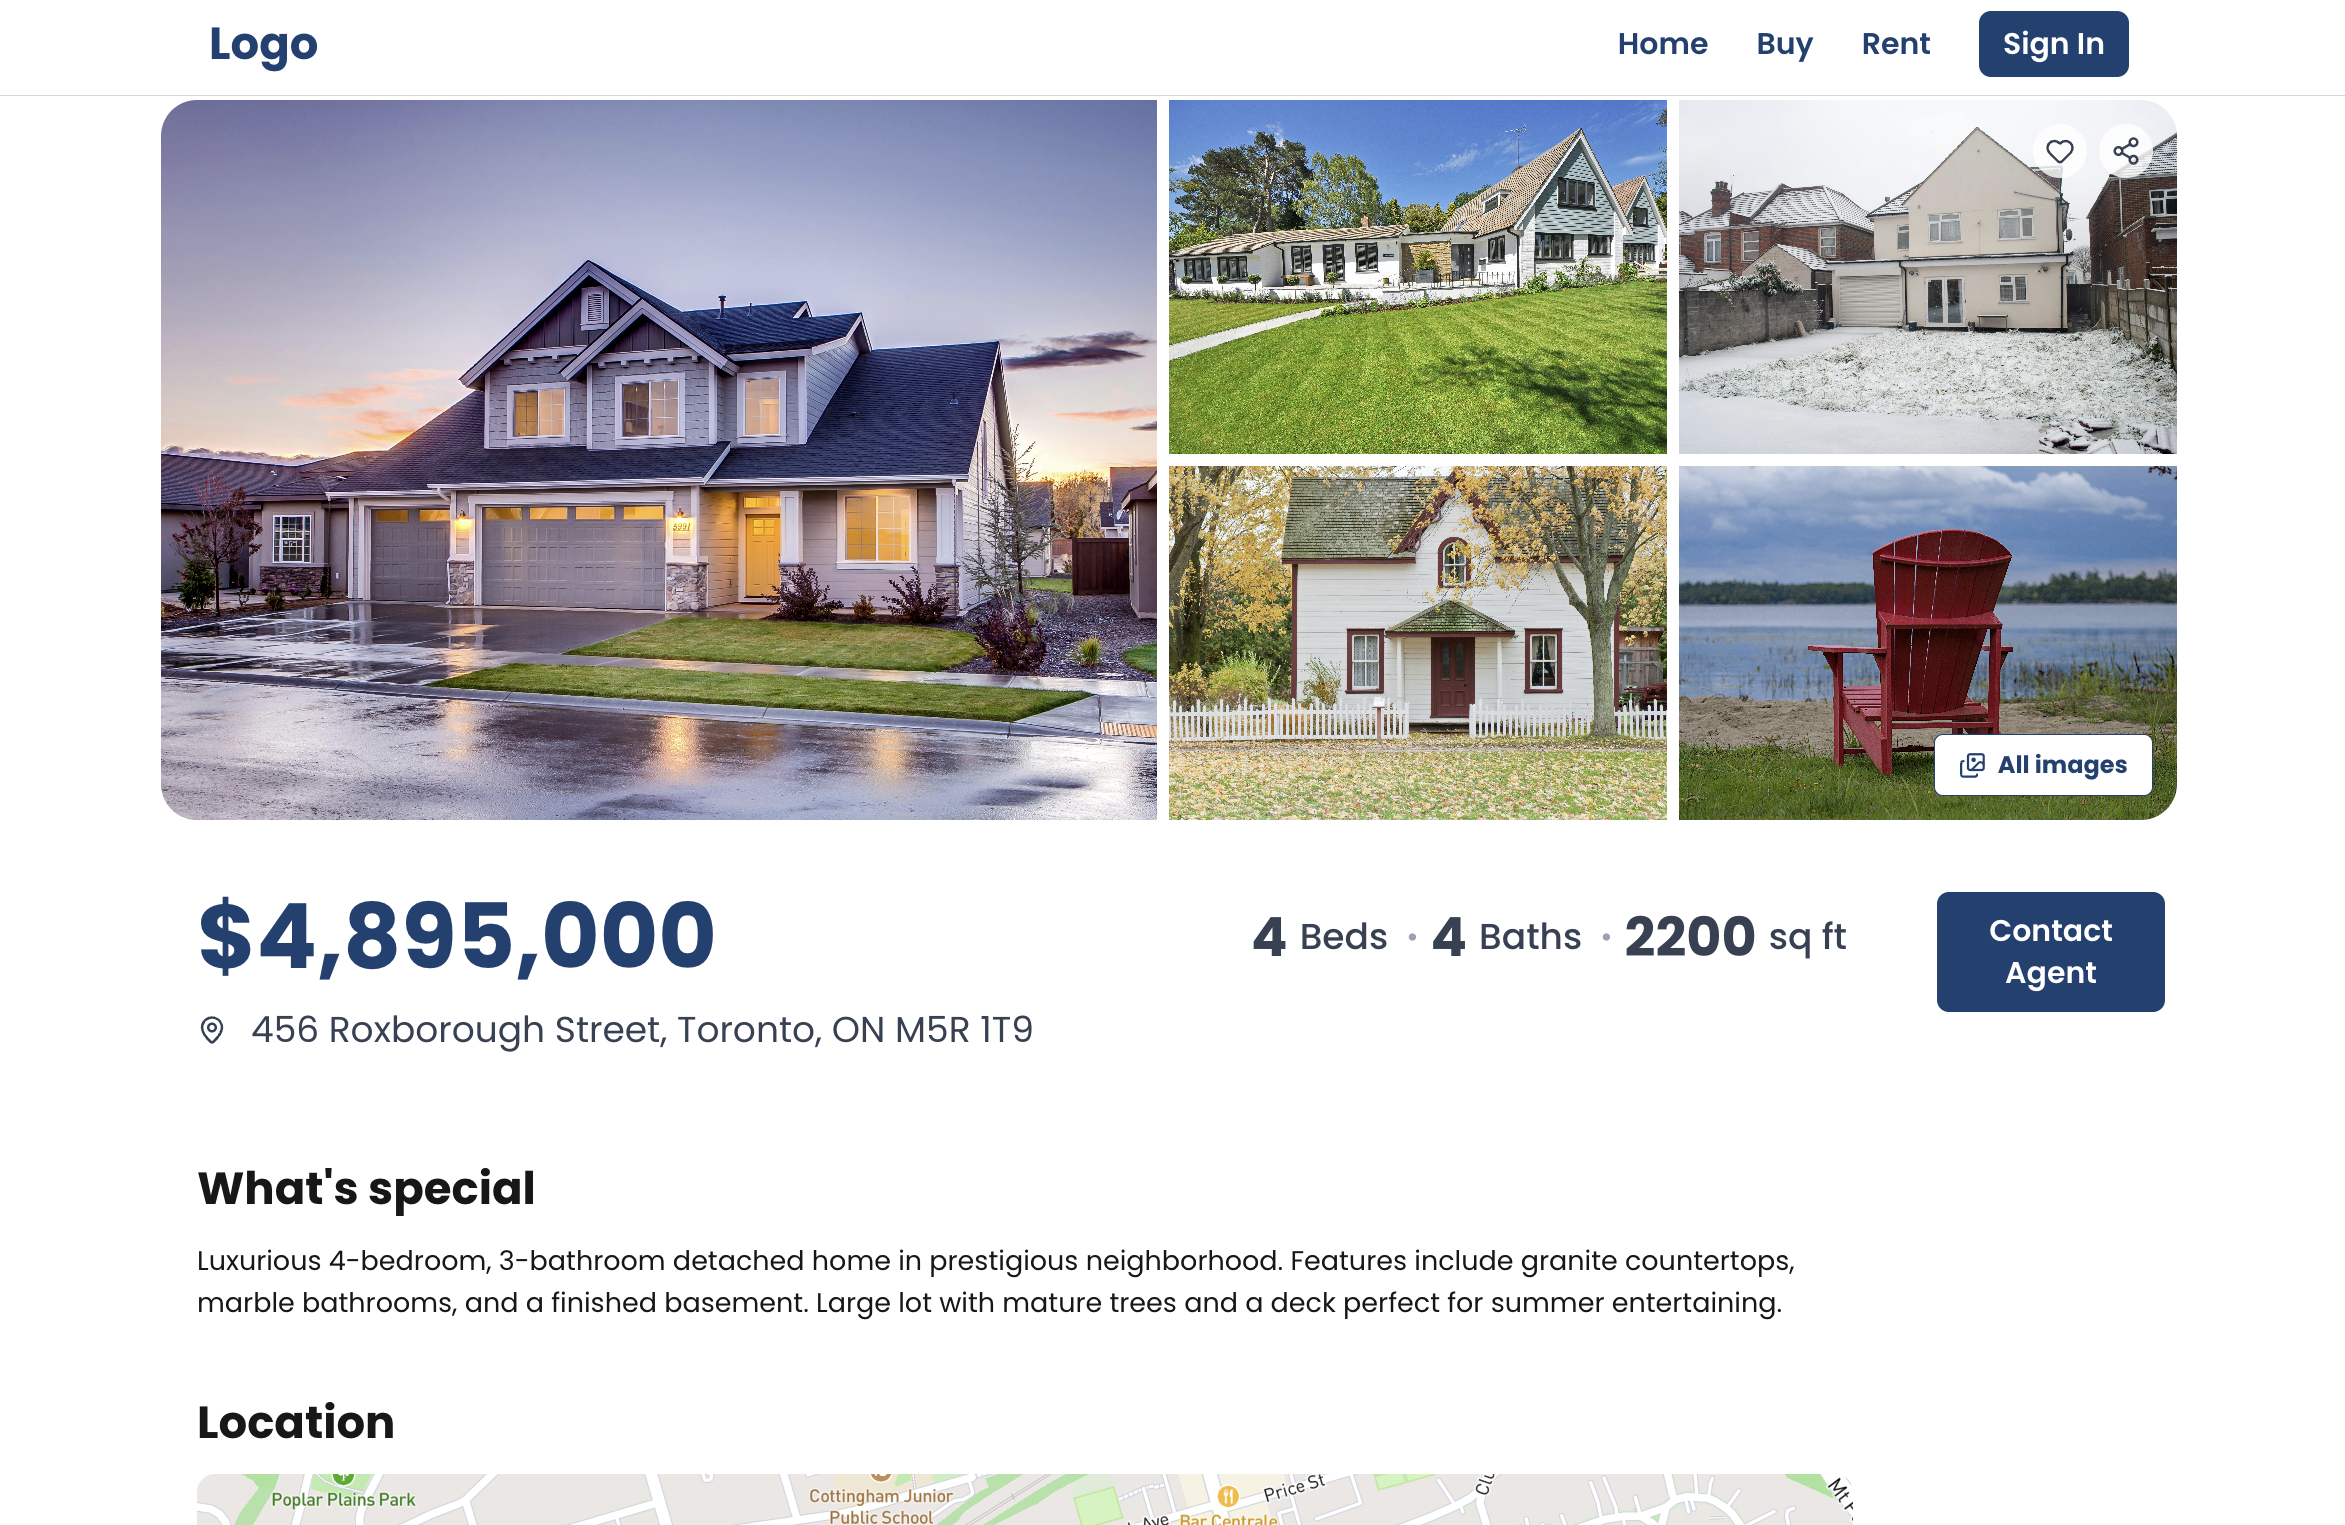 Logo
Home Buy Rent Sign In
5991
All images
$4,895,000
4 Beds · 4 Baths · 2200 sq ft
Contact
Agent
456 Roxborough Street, Toronto, ON M5R 1T9
What's special
Luxurious 4-bedroom, 3-bathroom detached home in prestigious neighborhood. Features include granite countertops,
marble bathrooms, and a finished basement. Large lot with mature trees and a deck perfect for summer entertaining.
Location
Poplar Plains Park
Cottingham Junior
Public School
Price St
Ave
Bar Centrale
Mt